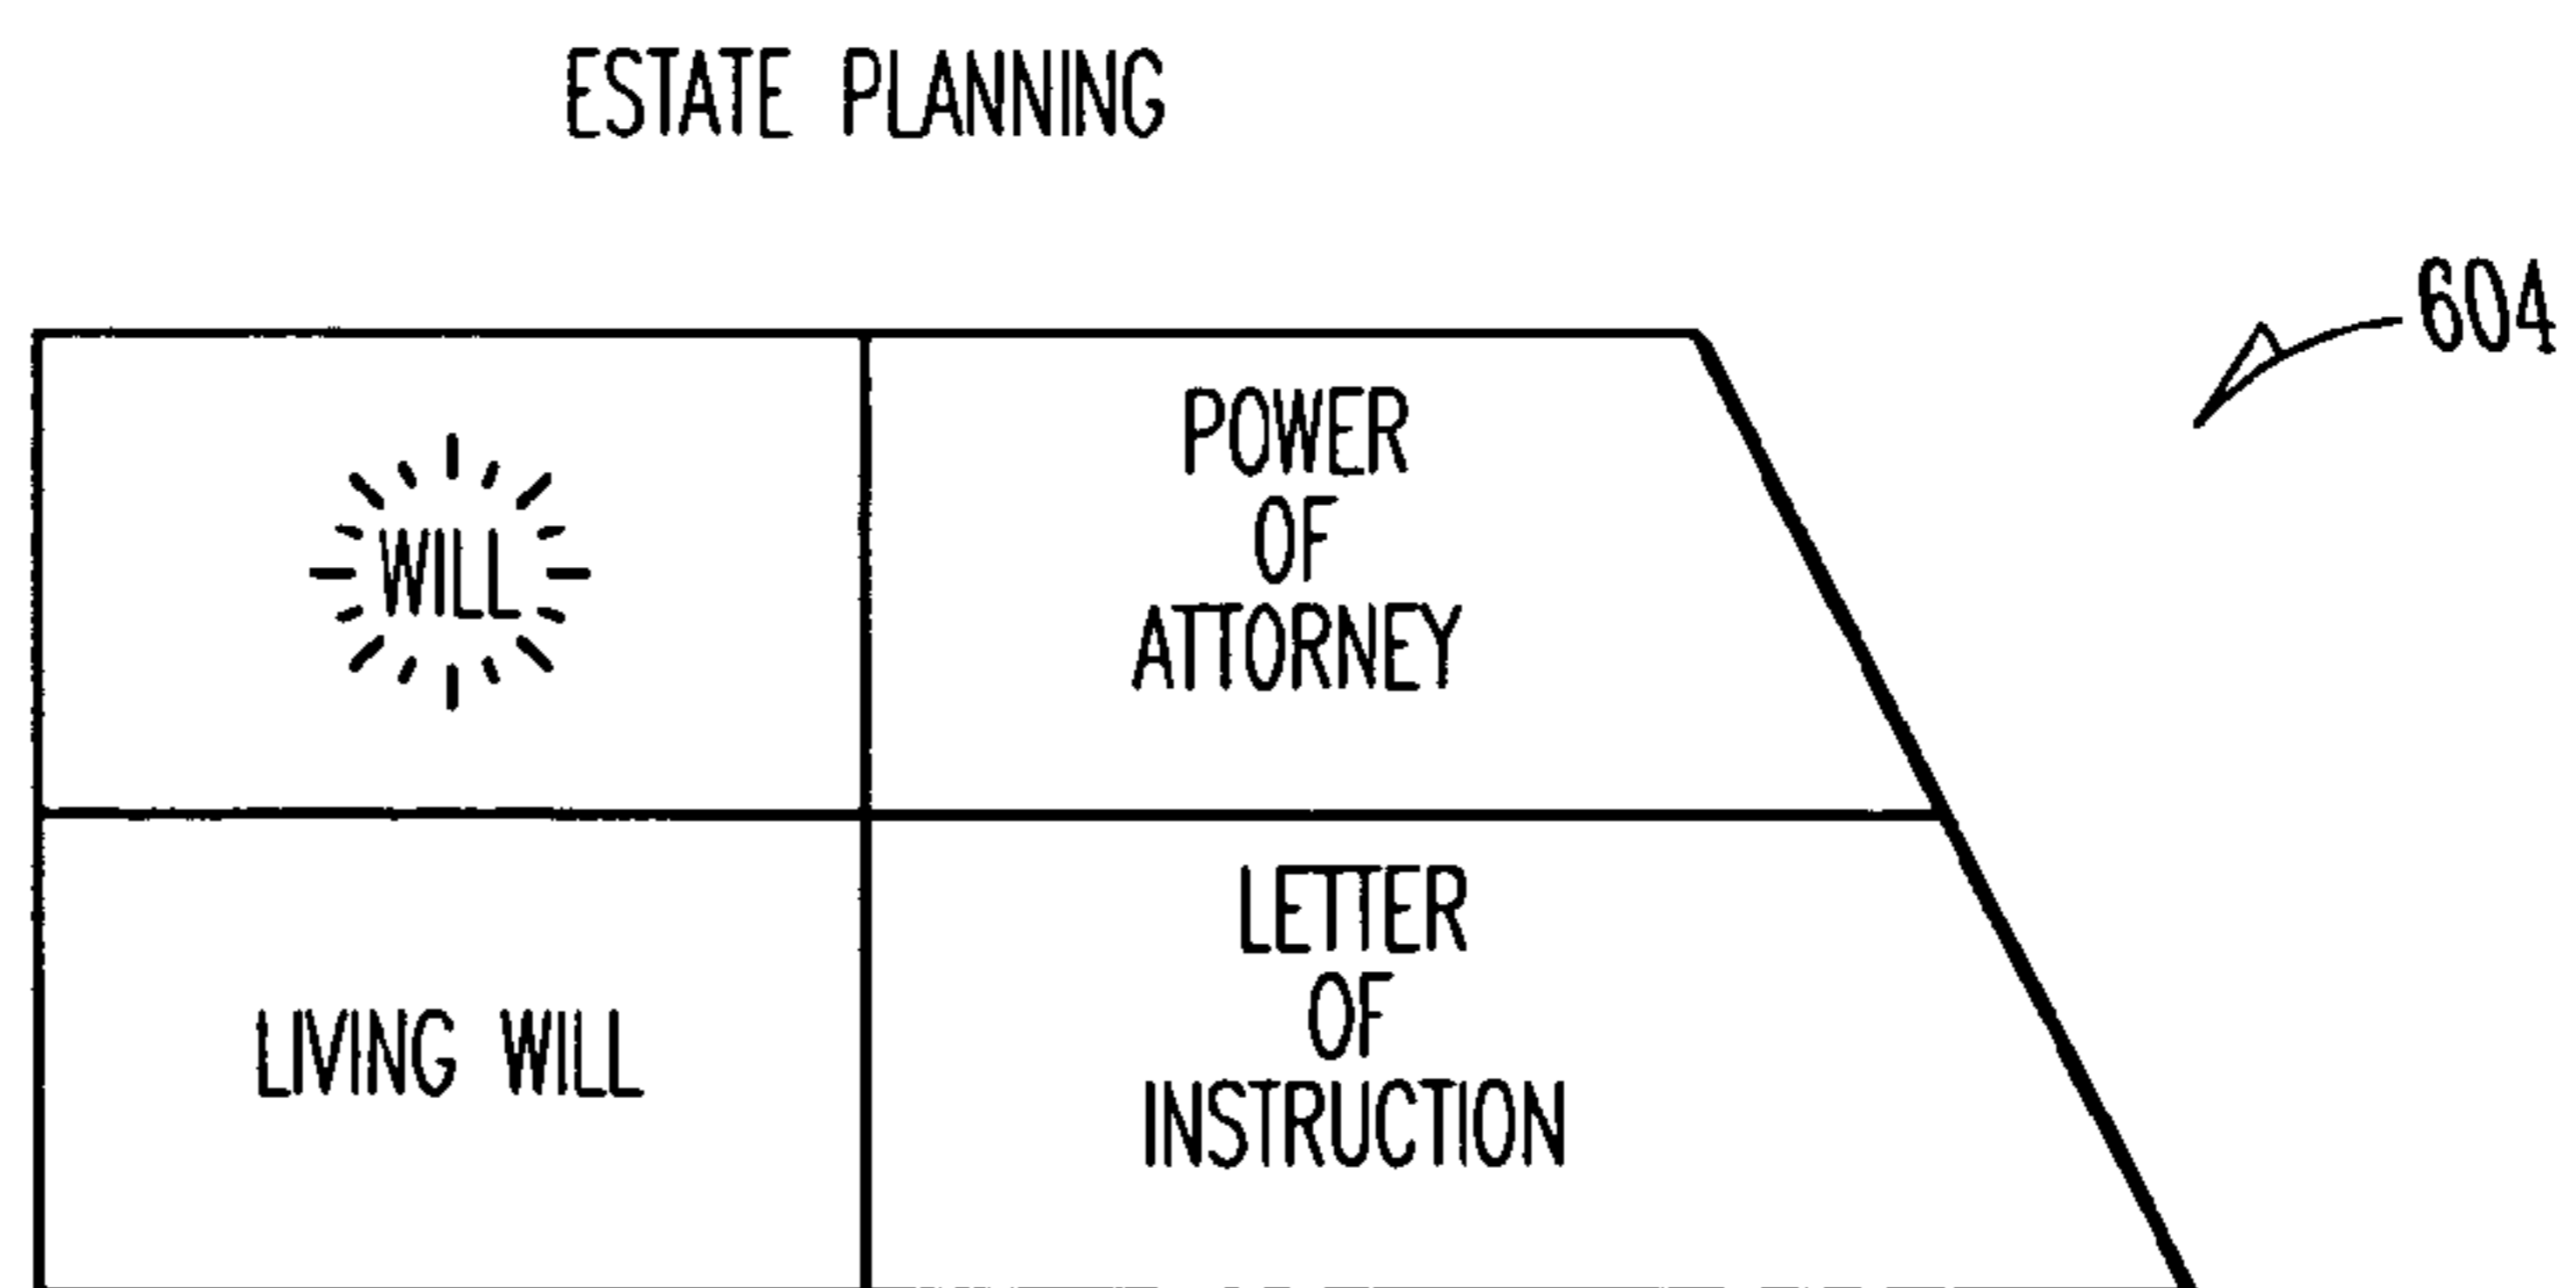 ESTATE PLANNING
604
WILL
POWER
OF
ATTORNEY
LIVING WILL
LETTER
OF
INSTRUCTION